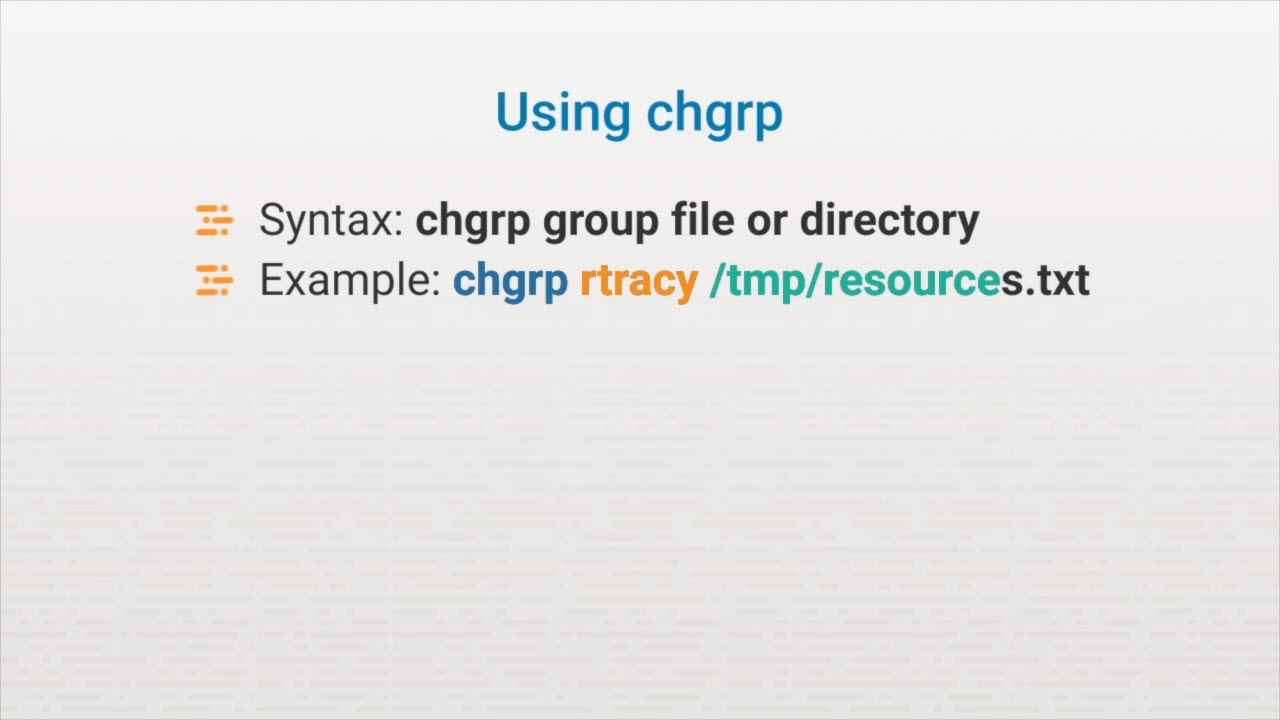 Using chgrp
Syntax: chgrp group file or directory
Example: chgrp rtracy /tmp/resources.txt